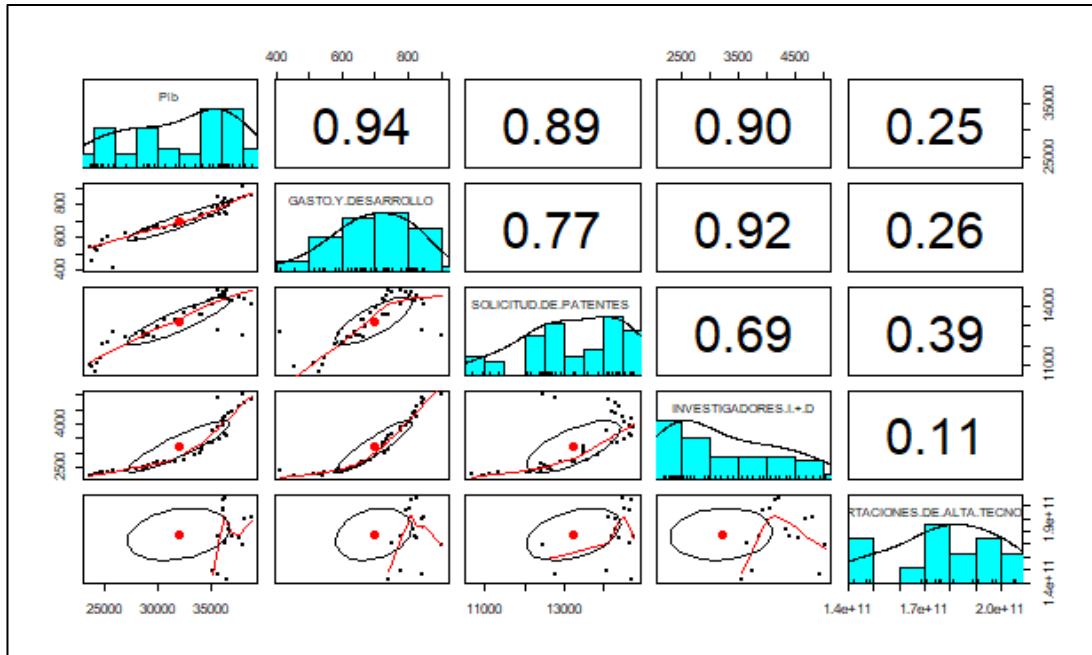 400 600 800 2500 3500 4500
Pib
0.94 0.89 0.90 0.25
25000 35000
400 600 800
GASTO.Y.DESARROLLO
0.77 0.92 0.26
SOLICITUD.DE.PATENTES
0.69 0.39
11000 14000
2500 4000
INVESTIGADORES.I.+.D
0.11
RTACIONES.DE.ALTA.TECNO
1.4e+11 1.9e+11
25000 30000 35000 11000 13000 1.4e+11 1.7e+11 2.0e+11